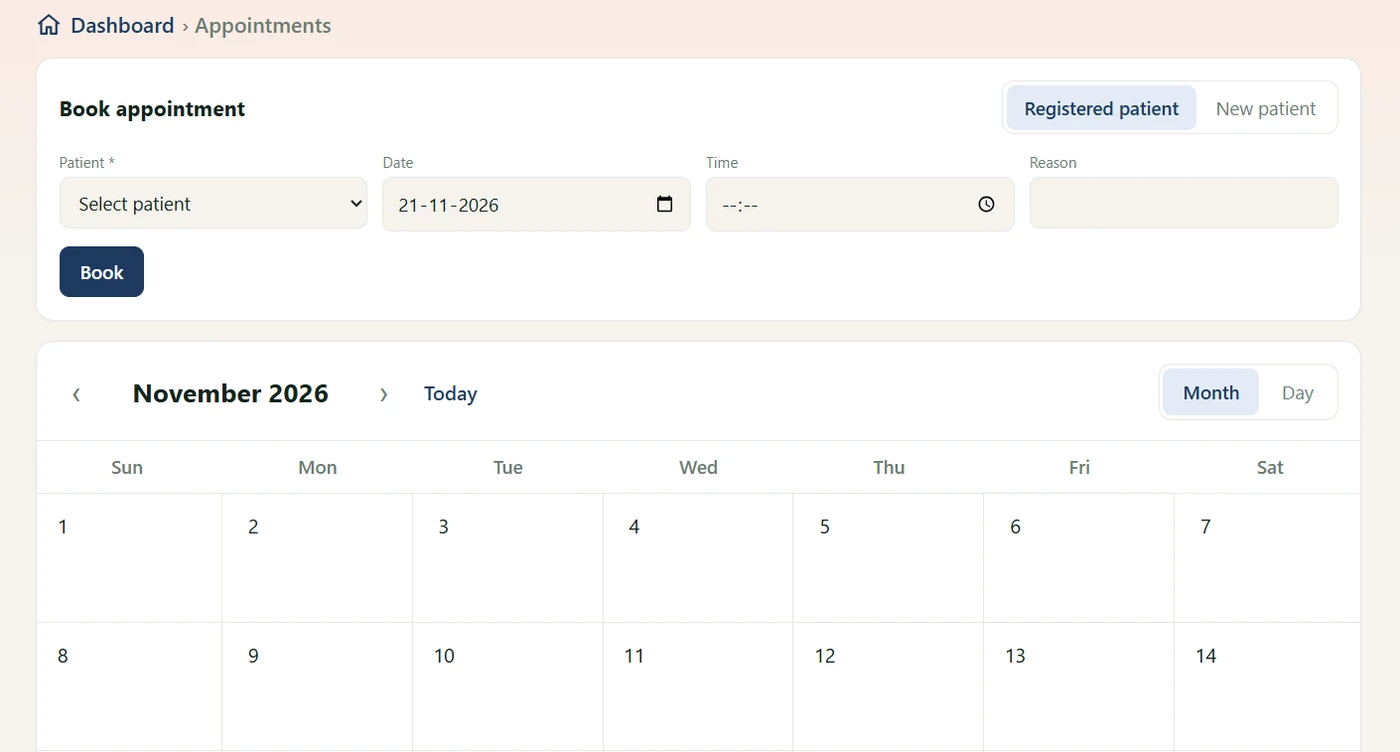 Dashboard › Appointments
Book appointment
Registered patient New patient
Patient * Date Time Reason
Select patient 21-11-2026 --:--
Book
‹ November 2026 › Today Month Day
Sun Mon Tue Wed Thu Fri Sat
1 2 3 4 5 6 7
8 9 10 11 12 13 14